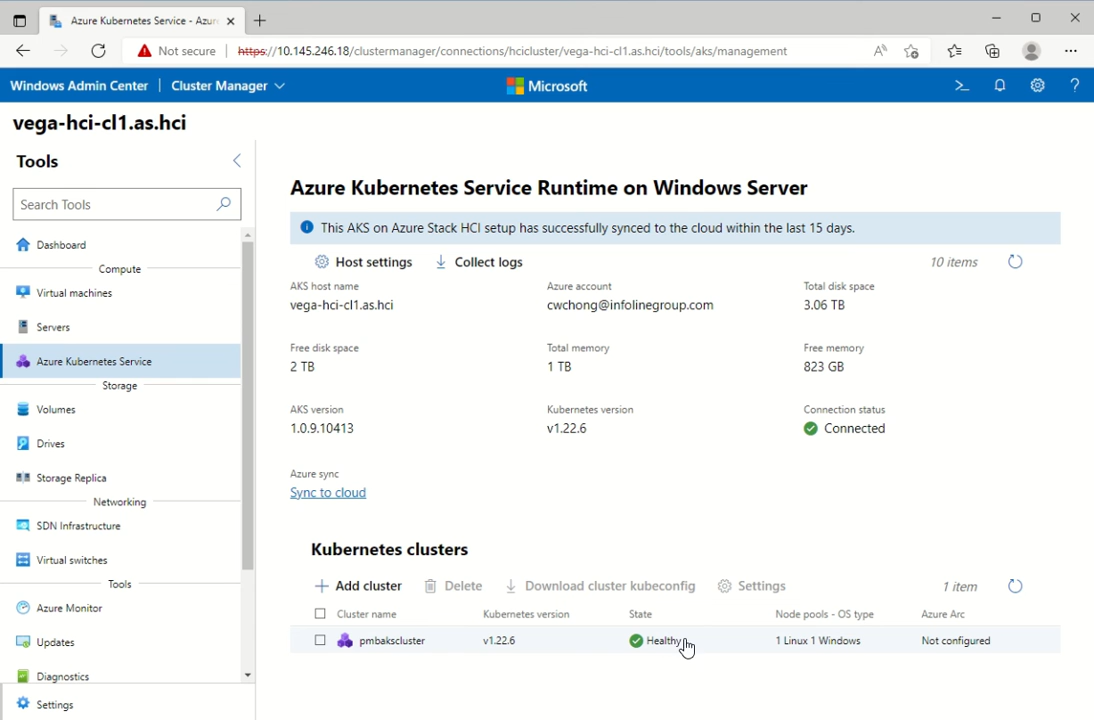 Azure Kubernetes Service - Azur
Not secure | https://10.145.246.18/clustermanager/connections/hcicluster/vega-hci-cl1.as.hci/tools/aks/management
Windows Admin Center | Cluster Manager
Microsoft
vega-hci-cl1.as.hci
Tools
Search Tools
Dashboard
Compute
Virtual machines
Servers
Azure Kubernetes Service
Storage
Volumes
Drives
Storage Replica
Networking
SDN Infrastructure
Virtual switches
Tools
Azure Monitor
Updates
Diagnostics
Settings
Azure Kubernetes Service Runtime on Windows Server
This AKS on Azure Stack HCI setup has successfully synced to the cloud within the last 15 days.
Host settings Collect logs 10 items
AKS host name Azure account Total disk space
vega-hci-cl1.as.hci cwchong@infolinegroup.com 3.06 TB
Free disk space Total memory Free memory
2 TB 1 TB 823 GB
AKS version Kubernetes version Connection status
1.0.9.10413 v1.22.6 Connected
Azure sync
Sync to cloud
Kubernetes clusters
Add cluster Delete Download cluster kubeconfig Settings 1 item
Cluster name Kubernetes version State Node pools - OS type Azure Arc
pmbakscluster v1.22.6 Healthy 1 Linux 1 Windows Not configured